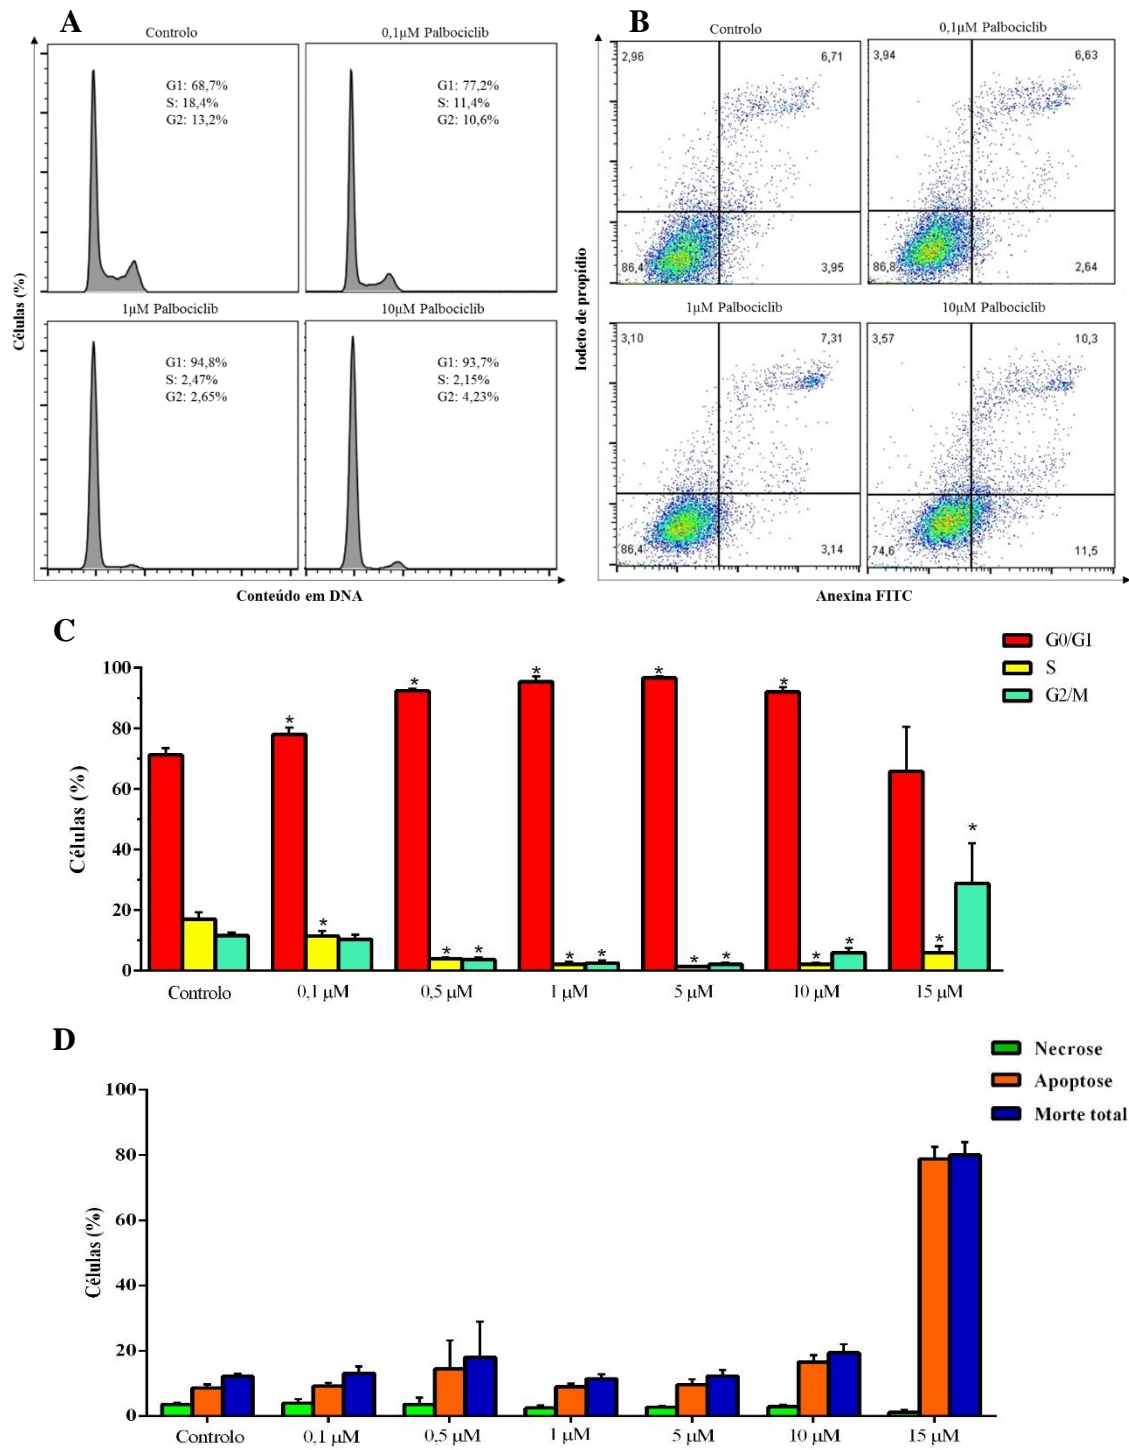 A
Controlo
0,1µM Palbociclib
G1: 68,7%
S: 18,4%
G2: 13,2%
G1: 77,2%
S: 11,4%
G2: 10,6%
1µM Palbociclib
10µM Palbociclib
G1: 94,8%
S: 2,47%
G2: 2,65%
G1: 93,7%
S: 2,15%
G2: 4,23%
Células (%)
Conteúdo em DNA
B
Controlo
0,1µM Palbociclib
2,96
6,71
86,4
3,95
3,94
6,63
86,8
2,64
1µM Palbociclib
10µM Palbociclib
3,10
7,31
86,4
3,14
3,57
10,3
74,6
11,5
Iodeto de propídio
Anexina FITC
C
G0/G1
S
G2/M
Células (%)
100
80
60
40
20
0
* * * * * * * * * * * * * * * *
Controlo 0,1 µM 0,5 µM 1 µM 5 µM 10 µM 15 µM
D
Necrose
Apoptose
Morte total
Células (%)
100
80
60
40
20
0
Controlo 0,1 µM 0,5 µM 1 µM 5 µM 10 µM 15 µM